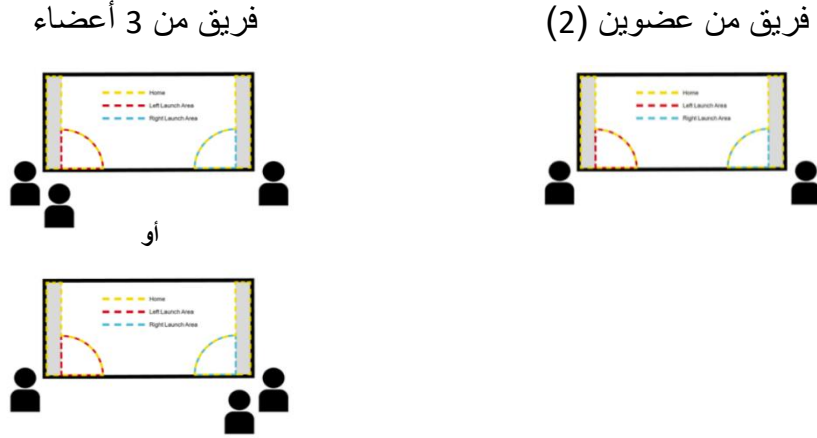 فريق من عضوين (2)
Home
Left Launch Area
Right Launch Area
فريق من 3 أعضاء
Home
Left Launch Area
Right Launch Area
أو
Home
Left Launch Area
Right Launch Area